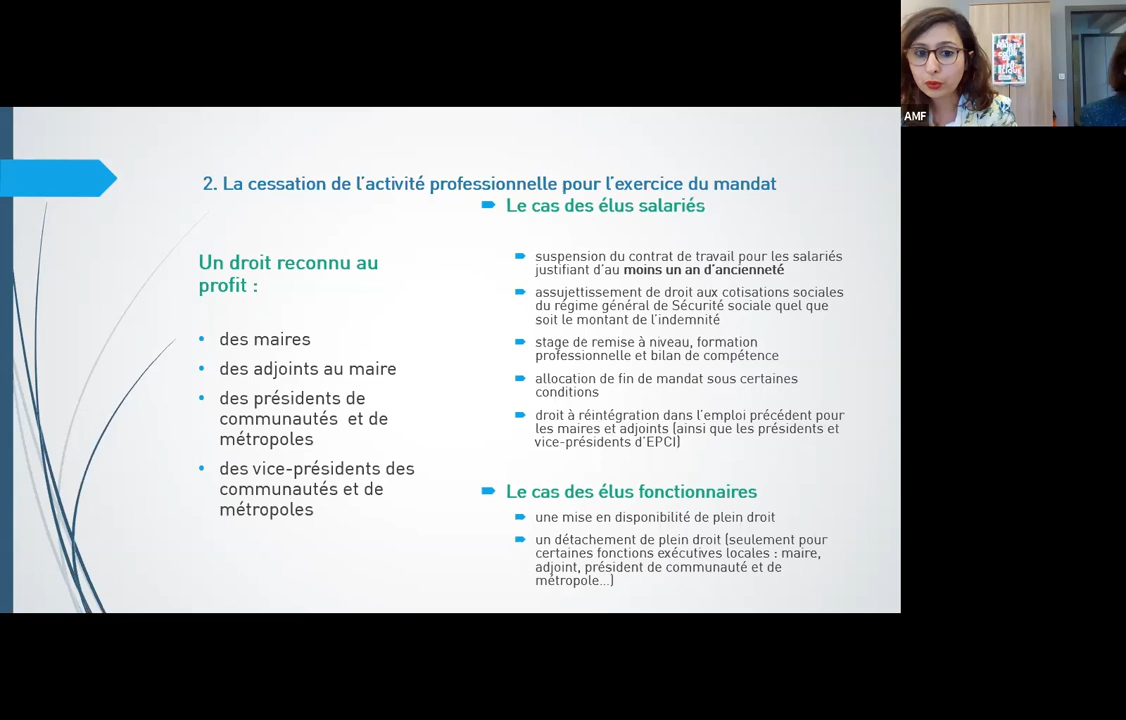 2. La cessation de l'activité professionnelle pour l'exercice du mandat
Un droit reconnu au
profit :
• des maires
• des adjoints au maire
• des présidents de
communautés et de
métropoles
• des vice-présidents des
communautés et de
métropoles
Le cas des élus salariés
suspension du contrat de travail pour les salariés
justifiant d'au moins un an d'ancienneté
assujettissement de droit aux cotisations sociales
du régime général de Sécurité sociale quel que
soit le montant de l'indemnité
stage de remise à niveau, formation
professionnelle et bilan de compétence
allocation de fin de mandat sous certaines
conditions
droit à réintégration dans l'emploi précédent pour
les maires et adjoints (ainsi que les présidents et
vice-présidents d'EPCI)
Le cas des élus fonctionnaires
une mise en disponibilité de plein droit
un détachement de plein droit (seulement pour
certaines fonctions exécutives locales : maire,
adjoint, président de communauté et de
métropole...)
AMF